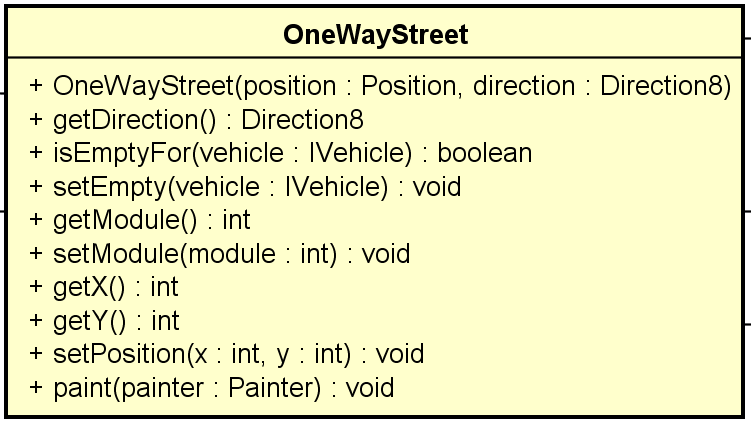 OneWayStreet
+ OneWayStreet(position : Position, direction : Direction8)
+ getDirection() : Direction8
+ isEmptyFor(vehicle : IVehicle) : boolean
+ setEmpty(vehicle : IVehicle) : void
+ getModule() : int
+ setModule(module : int) : void
+ getX() : int
+ getY() : int
+ setPosition(x : int, y : int) : void
+ paint(painter : Painter) : void